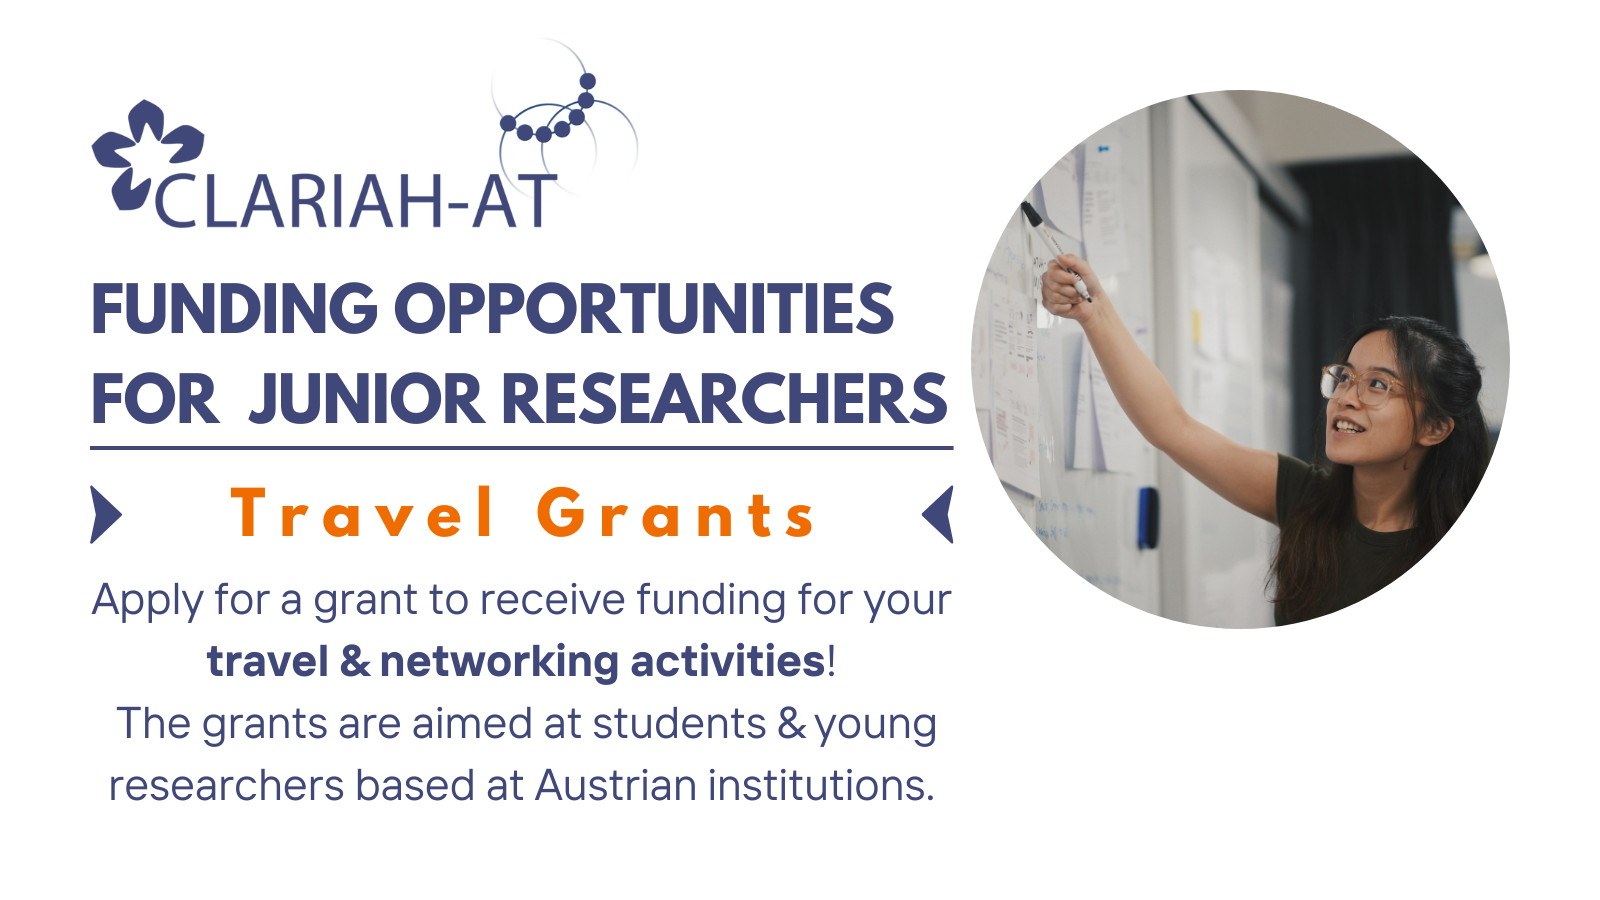 CLARIAH-AT
FUNDING OPPORTUNITIES
FOR JUNIOR RESEARCHERS
Travel Grants
Apply for a grant to receive funding for your
travel & networking activities!
The grants are aimed at students & young
researchers based at Austrian institutions.